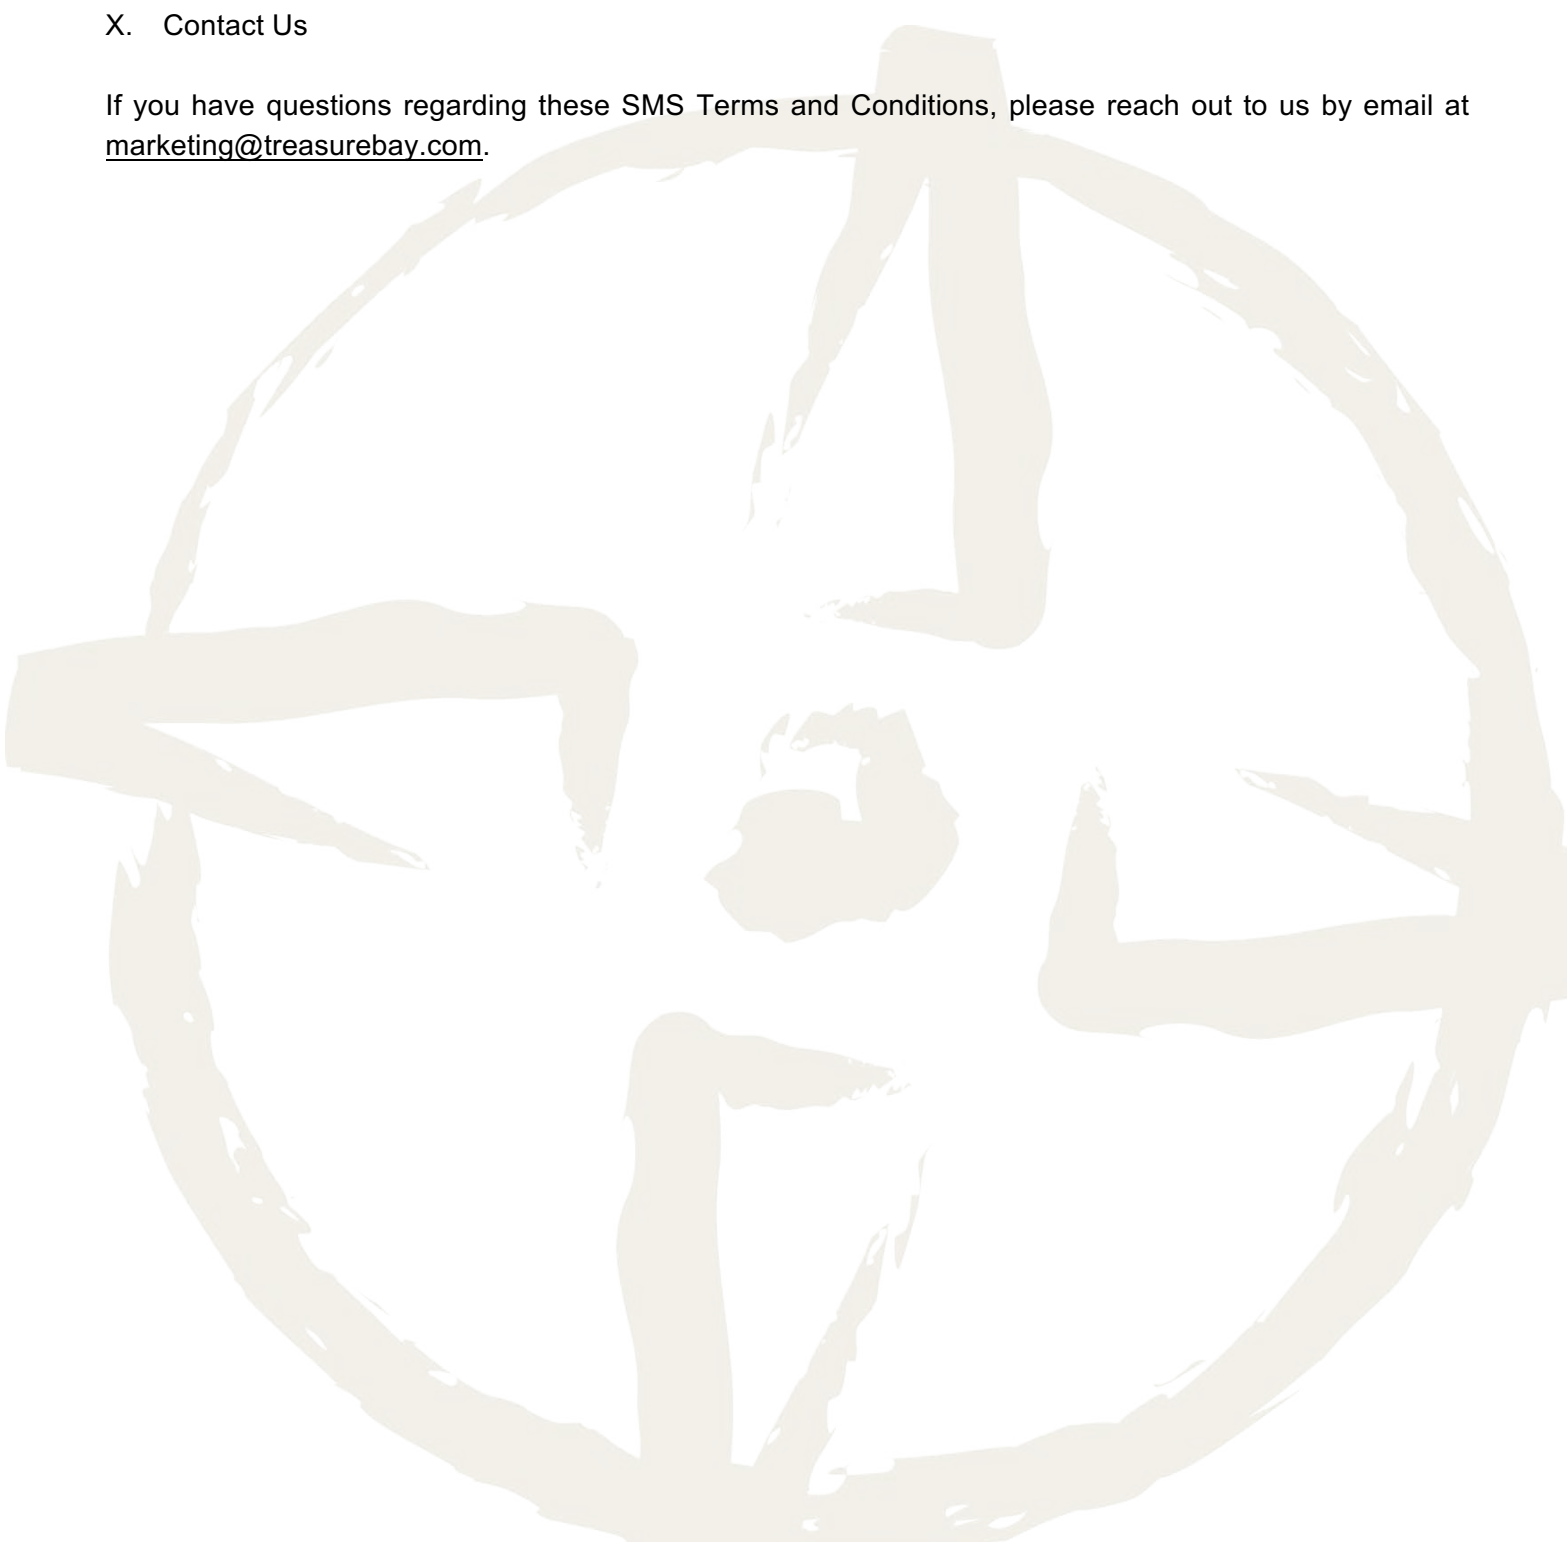 X. Contact Us
If you have questions regarding these SMS Terms and Conditions, please reach out to us by email at
marketing@treasurebay.com.